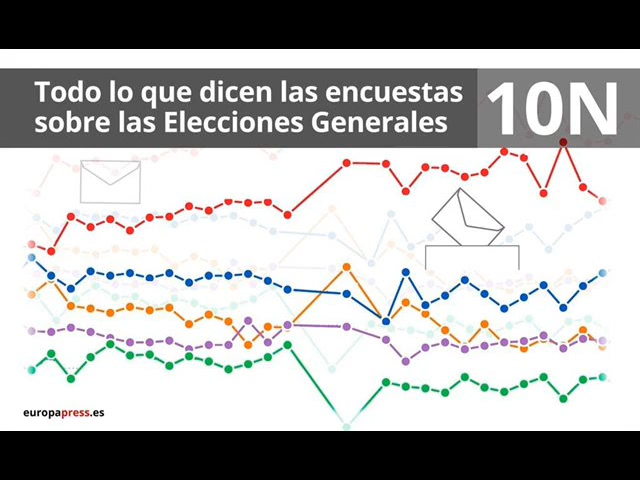 Todo lo que dicen las encuestas
sobre las Elecciones Generales
10N
europapress.es